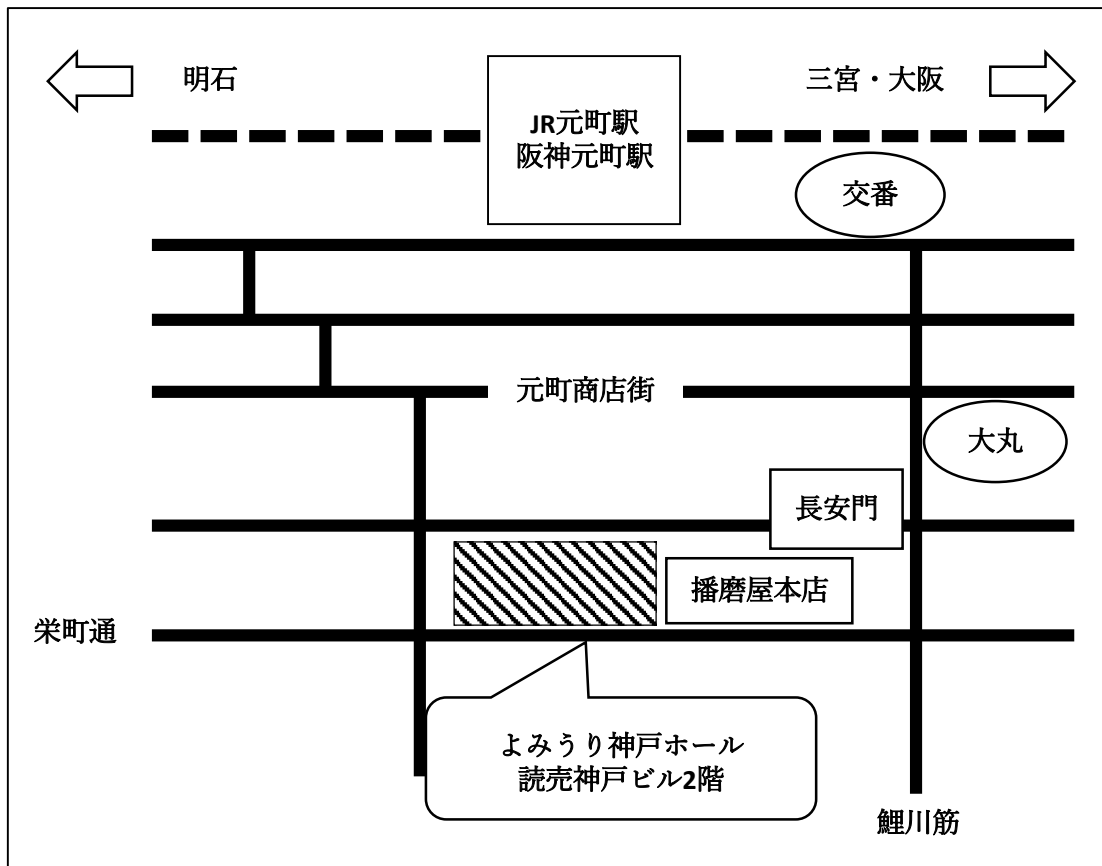 明石
三宮・大阪
JR元町駅
阪神元町駅
交番
元町商店街
大丸
長安門
播磨屋本店
栄町通
よみうり神戸ホール
読売神戸ビル2階
鯉川筋